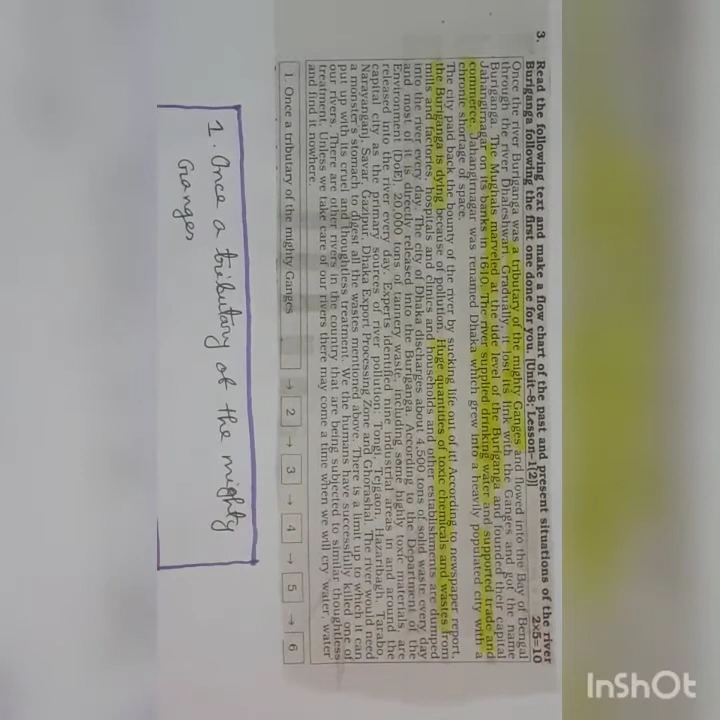 3. Read the following text and make a flow chart of the past and present situations of the river
Buriganga following the first one done for you. [Unit-8; Lesson-1[2)] 2×5=10
Once the river Buriganga was a tributary of the mighty Ganges and flowed into the Bay of Bengal
through the river Dhaleshwari. Gradually, it lost its link with the Ganges and got the name
Buriganga. The Mughals marveled at the tide level of the Buriganga and founded their capital
Jahangirnagar on its banks in 1610. The river supplied drinking water and supported trade and
commerce. Jahangirnagar was renamed Dhaka which grew into a heavily populated city with a
chronic shortage of space.
The city paid back the bounty of the river by sucking life out of it! According to newspaper report,
the Buriganga is dying because of pollution. Huge quantities of toxic chemicals and wastes from
mills and factories, hospitals and clinics and households and other establishments are dumped
into the river every day. The city of Dhaka discharges about 4,500 tons of solid waste every day
and most of it is directly released into the Buriganga. According to the Department of the
Environment (DoE), 20,000 tons of tannery waste, including some highly toxic materials, are
released into the river every day. Experts identified nine industrial areas in and around the
capital city as the primary sources of river pollution: Tongi, Tejgaon, Hazaribagh, Tarabo,
Narayanganj, Savar, Gazipur, Dhaka Export Processing Zone and Ghorashal. The river would need
a monster's stomach to digest all the wastes mentioned above. There is a limit up to which it can
put up with its cruel and thoughtless treatment. We the humans have successfully killed one of
our rivers. There are other rivers in the country that are being subjected to similar thoughtless
treatment. Unless we take care of our rivers there may come a time when we will cry 'water, water'
and find it nowhere.
1. Once a tributary of the mighty Ganges → 2 → 3 → 4 → 5 → 6
1. Once a tributary of the mighty
Ganges
InShOt